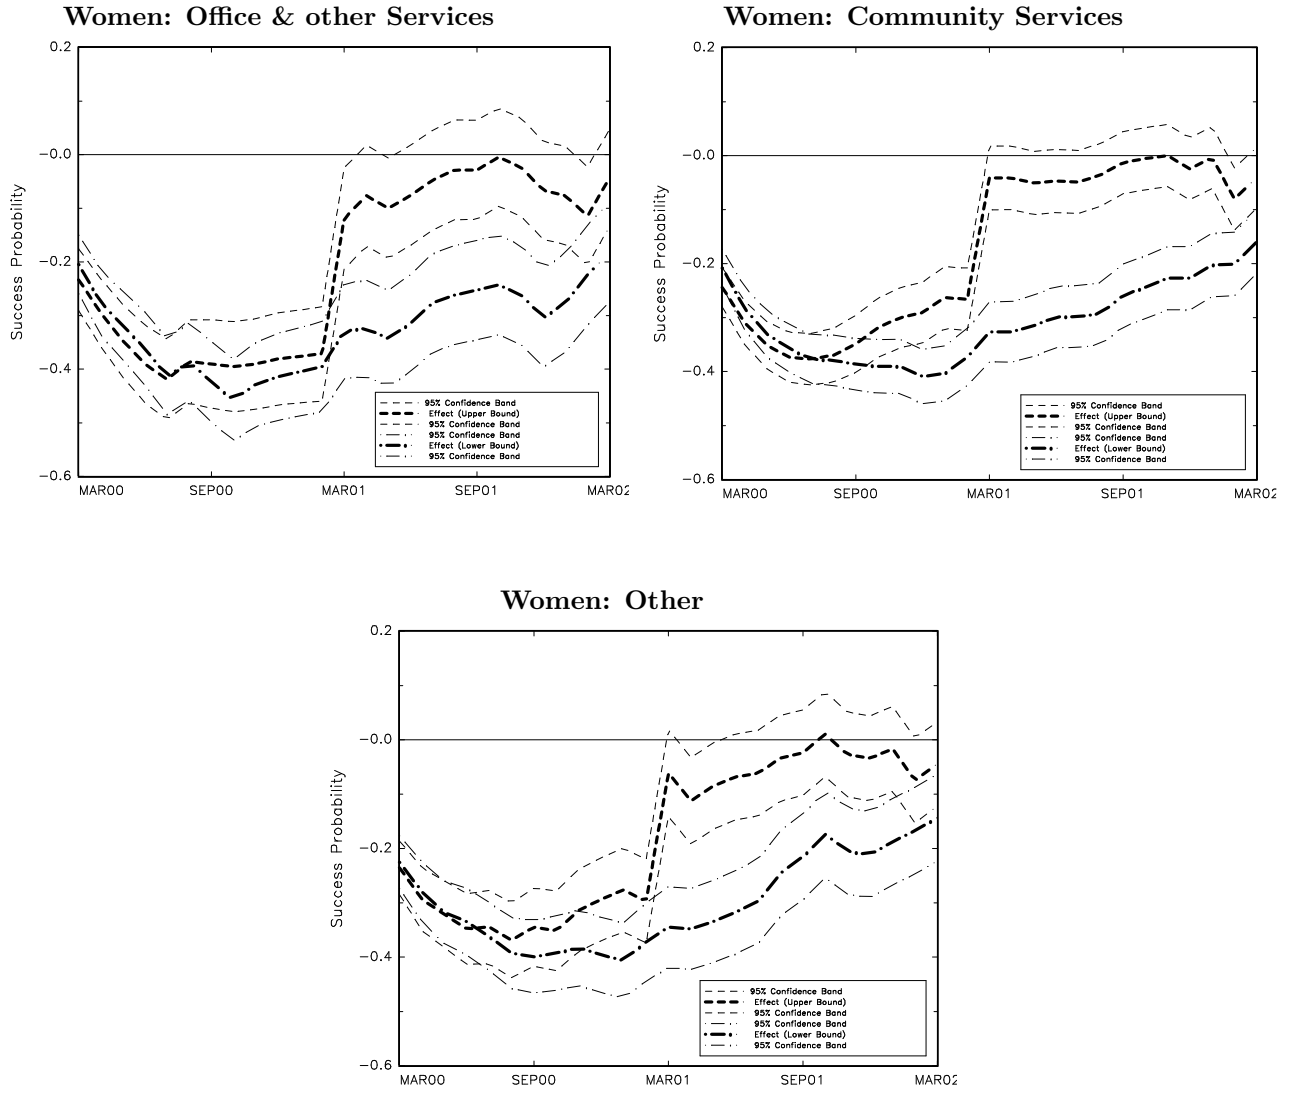 Women: Office & other Services
Women: Community Services
0.2
−0.0
−0.2
−0.4
−0.6
Success Probability
MAR00 SEP00 MAR01 SEP01 MAR02
95% Confidence Band
Effect (Upper Bound)
95% Confidence Band
95% Confidence Band
Effect (Lower Bound)
95% Confidence Band
0.2
−0.0
−0.2
−0.4
−0.6
Success Probability
MAR00 SEP00 MAR01 SEP01 MAR02
95% Confidence Band
Effect (Upper Bound)
95% Confidence Band
95% Confidence Band
Effect (Lower Bound)
95% Confidence Band
Women: Other
0.2
−0.0
−0.2
−0.4
−0.6
Success Probability
MAR00 SEP00 MAR01 SEP01 MAR02
95% Confidence Band
Effect (Upper Bound)
95% Confidence Band
95% Confidence Band
Effect (Lower Bound)
95% Confidence Band